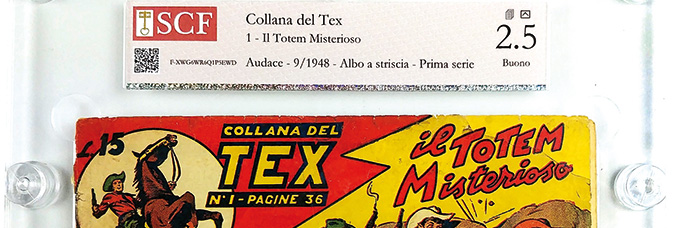 SCF
F-XWG6WR6Q1P5EWD
Collana del Tex
1 - Il Totem Misterioso
Audace - 9/1948 - Albo a striscia - Prima serie
2.5
Buono
L.15
COLLANA DEL
TEX
N°1 - PAGINE 36
il TOTEM
Misterioso